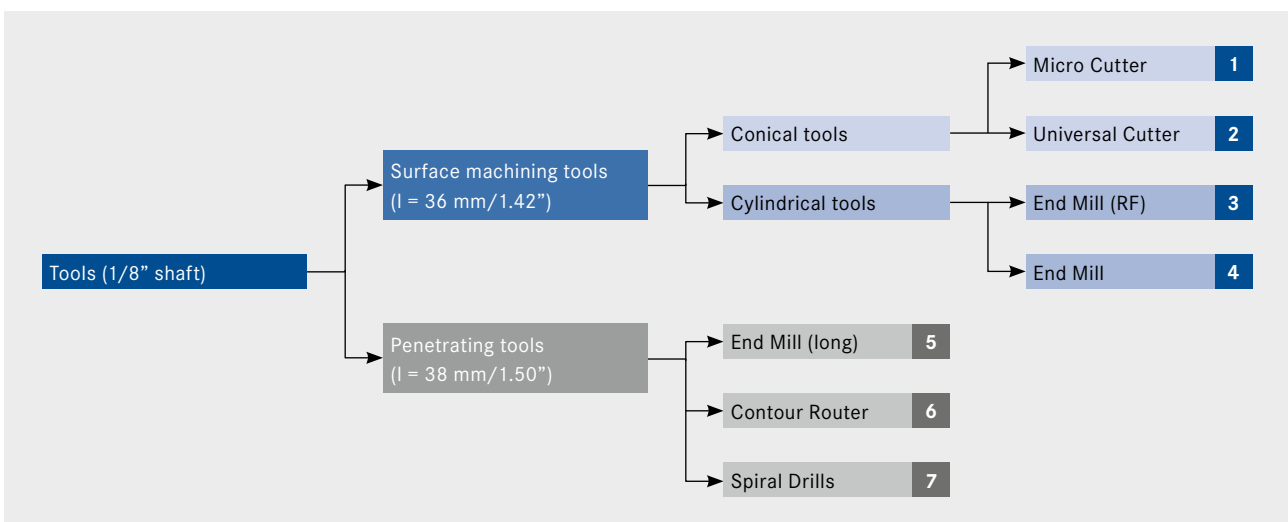 Tools (1/8” shaft)
Surface machining tools
(l = 36 mm/1.42”)
Conical tools
Micro Cutter 1
Universal Cutter 2
Cylindrical tools
End Mill (RF) 3
End Mill 4
Penetrating tools
(l = 38 mm/1.50”)
End Mill (long) 5
Contour Router 6
Spiral Drills 7